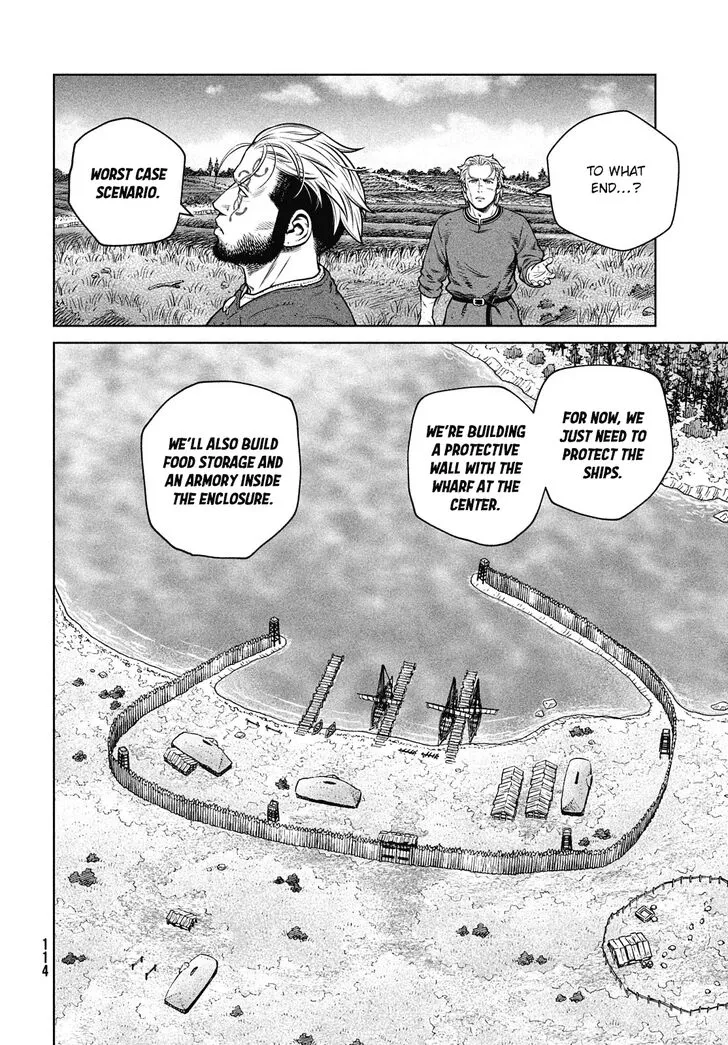 TO WHAT
END...?
WORST CASE
SCENARIO.
FOR NOW, WE
JUST NEED TO
PROTECT THE
SHIPS.
WE'RE BUILDING
A PROTECTIVE
WALL WITH THE
WHARF AT THE
CENTER.
WE'LL ALSO BUILD
FOOD STORAGE AND
AN ARMORY INSIDE
THE ENCLOSURE.
114